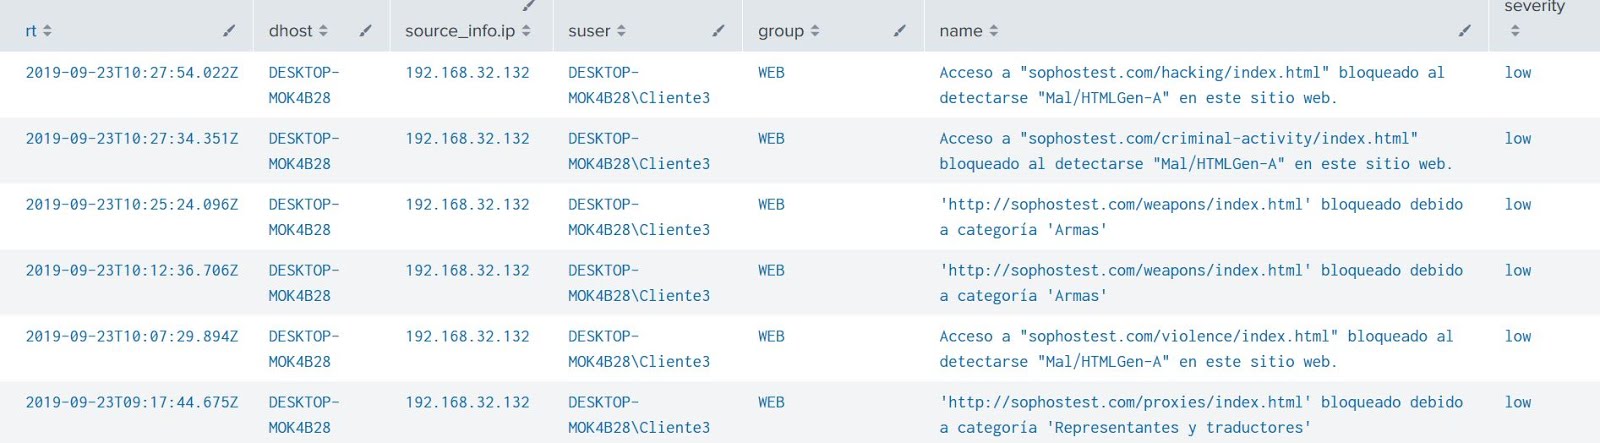 severity
rt dhost source_info.ip suser group name
2019-09-23T10:27:54.022Z DESKTOP- 192.168.32.132 DESKTOP- WEB Acceso a "sophostest.com/hacking/index.html" bloqueado al low
MOK4B28 MOK4B28\Cliente3 detectarse "Mal/HTMLGen-A" en este sitio web.
2019-09-23T10:27:34.351Z DESKTOP- 192.168.32.132 DESKTOP- WEB Acceso a "sophostest.com/criminal-activity/index.html" low
MOK4B28 MOK4B28\Cliente3 bloqueado al detectarse "Mal/HTMLGen-A" en este sitio web.
2019-09-23T10:25:24.096Z DESKTOP- 192.168.32.132 DESKTOP- WEB 'http://sophostest.com/weapons/index.html' bloqueado debido low
MOK4B28 MOK4B28\Cliente3 a categoría 'Armas'
2019-09-23T10:12:36.706Z DESKTOP- 192.168.32.132 DESKTOP- WEB 'http://sophostest.com/weapons/index.html' bloqueado debido low
MOK4B28 MOK4B28\Cliente3 a categoría 'Armas'
2019-09-23T10:07:29.894Z DESKTOP- 192.168.32.132 DESKTOP- WEB Acceso a "sophostest.com/violence/index.html" bloqueado al low
MOK4B28 MOK4B28\Cliente3 detectarse "Mal/HTMLGen-A" en este sitio web.
2019-09-23T09:17:44.675Z DESKTOP- 192.168.32.132 DESKTOP- WEB 'http://sophostest.com/proxies/index.html' bloqueado debido low
MOK4B28 MOK4B28\Cliente3 a categoría 'Representantes y traductores'